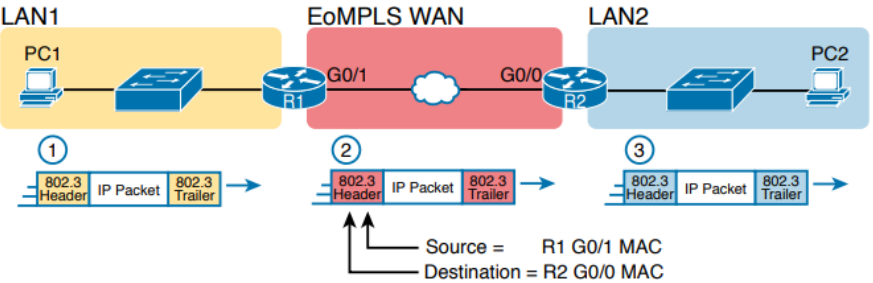 LAN1
EoMPLS WAN
LAN2
PC1
R1
G0/1
G0/0
R2
PC2
1
802.3
Header
IP Packet
802.3
Trailer
2
802.3
Header
IP Packet
802.3
Trailer
3
802.3
Header
IP Packet
802.3
Trailer
Source = R1 G0/1 MAC
Destination = R2 G0/0 MAC